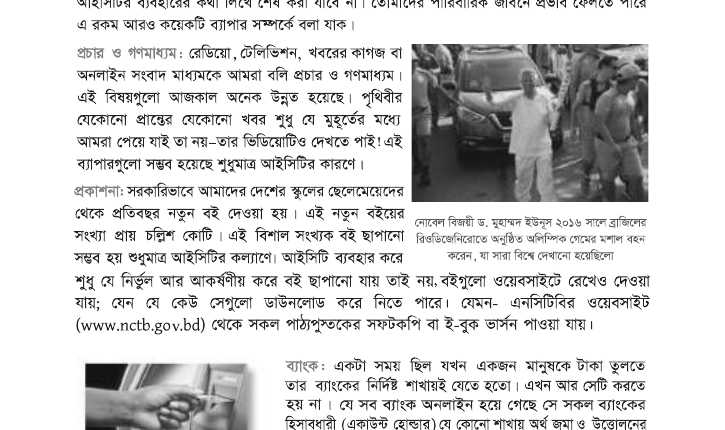 আইসিটির ব্যবহারের কথা লিখে শেষ করা যাবে না। তোমাদের পারিবারিক জীবনে প্রভাব ফেলতে পারে
এ রকম আরও কয়েকটি ব্যাপার সম্পর্কে বলা যাক।
প্রচার ও গণমাধ্যম: রেডিয়ো, টেলিভিশন, খবরের কাগজ বা
অনলাইন সংবাদ মাধ্যমকে আমরা বলি প্রচার ও গণমাধ্যম।
এই বিষয়গুলো আজকাল অনেক উন্নত হয়েছে। পৃথিবীর
যেকোনো প্রান্তের যেকোনো খবর শুধু যে মুহূর্তের মধ্যে
আমরা পেয়ে যাই তা নয়–তার ভিডিয়োটিও দেখতে পাই! এই
ব্যাপারগুলো সম্ভব হয়েছে শুধুমাত্র আইসিটির কারণে।
প্রকাশনা: সরকারিভাবে আমাদের দেশের স্কুলের ছেলেমেয়েদের
থেকে প্রতিবছর নতুন বই দেওয়া হয়। এই নতুন বইয়ের
সংখ্যা প্রায় চল্লিশ কোটি। এই বিশাল সংখ্যক বই ছাপানো
সম্ভব হয় শুধুমাত্র আইসিটির কল্যাণে। আইসিটি ব্যবহার করে
নোবেল বিজয়ী ড. মুহাম্মদ ইউনূস ২০১৬ সালে ব্রাজিলের
রিওডিজেনিরোতে অনুষ্ঠিত অলিম্পিক গেমের মশাল বহন
করেন, যা সারা বিশ্বে দেখানো হয়েছিলো
শুধু যে নির্ভুল আর আকর্ষণীয় করে বই ছাপানো যায় তাই নয়, বইগুলো ওয়েবসাইটে রেখেও দেওয়া
যায়; যেন যে কেউ সেগুলো ডাউনলোড করে নিতে পারে। যেমন- এনসিটিবির ওয়েবসাইট
(www.nctb.gov.bd) থেকে সকল পাঠ্যপুস্তকের সফটকপি বা ই-বুক ভার্সন পাওয়া যায়।
ব্যাংক: একটা সময় ছিল যখন একজন মানুষকে টাকা তুলতে
তার ব্যাংকের নির্দিষ্ট শাখায়ই যেতে হতো। এখন আর সেটি করতে
হয় না। যে সব ব্যাংক অনলাইন হয়ে গেছে সে সকল ব্যাংকের
হিসাবধারী (একাউন্ট হোল্ডার) যে কোনো শাখায় অর্থ জমা ও উত্তোলনের